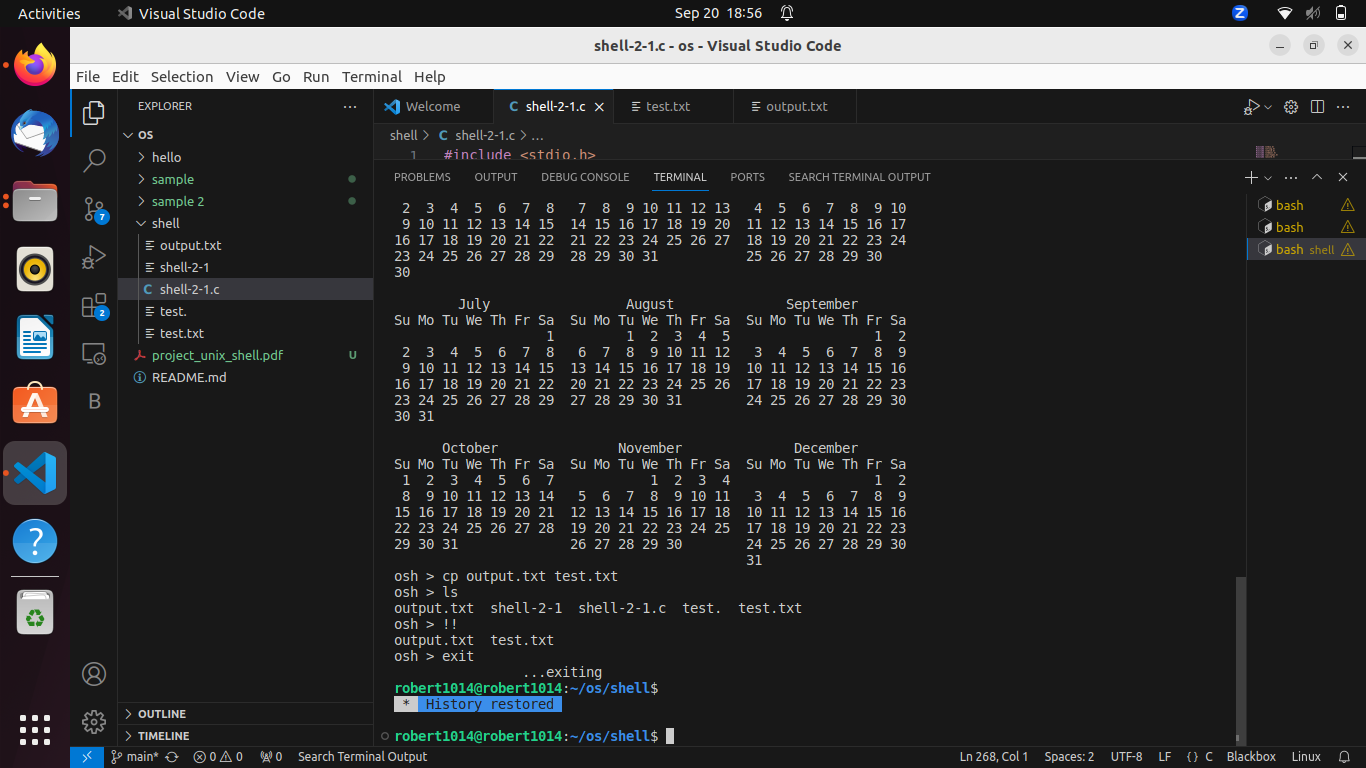 Activities Visual Studio Code Sep 20 18:56 Z
shell-2-1.c - os - Visual Studio Code
File Edit Selection View Go Run Terminal Help
EXPLORER
OS
hello
sample
sample 2
shell
output.txt
shell-2-1
C shell-2-1.c
test.
test.txt
project_unix_shell.pdf U
README.md
OUTLINE
TIMELINE
7
2
B
?
Welcome C shell-2-1.c test.txt output.txt
shell > C shell-2-1.c > ...
1 #include <stdio.h>
PROBLEMS OUTPUT DEBUG CONSOLE TERMINAL PORTS SEARCH TERMINAL OUTPUT
bash
bash
bash shell
 2  3  4  5  6  7  8   7  8  9 10 11 12 13   4  5  6  7  8  9 10
 9 10 11 12 13 14 15  14 15 16 17 18 19 20  11 12 13 14 15 16 17
16 17 18 19 20 21 22  21 22 23 24 25 26 27  18 19 20 21 22 23 24
23 24 25 26 27 28 29  28 29 30 31           25 26 27 28 29 30
30
July August September
Su Mo Tu We Th Fr Sa  Su Mo Tu We Th Fr Sa  Su Mo Tu We Th Fr Sa
                   1         1  2  3  4  5                  1  2
 2  3  4  5  6  7  8   6  7  8  9 10 11 12   3  4  5  6  7  8  9
 9 10 11 12 13 14 15  13 14 15 16 17 18 19  10 11 12 13 14 15 16
16 17 18 19 20 21 22  20 21 22 23 24 25 26  17 18 19 20 21 22 23
23 24 25 26 27 28 29  27 28 29 30 31        24 25 26 27 28 29 30
30 31
October November December
Su Mo Tu We Th Fr Sa  Su Mo Tu We Th Fr Sa  Su Mo Tu We Th Fr Sa
 1  2  3  4  5  6  7            1  2  3  4                  1  2
 8  9 10 11 12 13 14   5  6  7  8  9 10 11   3  4  5  6  7  8  9
15 16 17 18 19 20 21  12 13 14 15 16 17 18  10 11 12 13 14 15 16
22 23 24 25 26 27 28  19 20 21 22 23 24 25  17 18 19 20 21 22 23
29 30 31              26 27 28 29 30        24 25 26 27 28 29 30
                                            31
osh > cp output.txt test.txt
osh > ls
output.txt  shell-2-1  shell-2-1.c  test.  test.txt
osh > !!
output.txt  test.txt
osh > exit
                ...exiting
robert1014@robert1014:~/os/shell$
 *  History restored
robert1014@robert1014:~/os/shell$
main* 0 0 0 Search Terminal Output Ln 268, Col 1 Spaces: 2 UTF-8 LF {} C Blackbox Linux